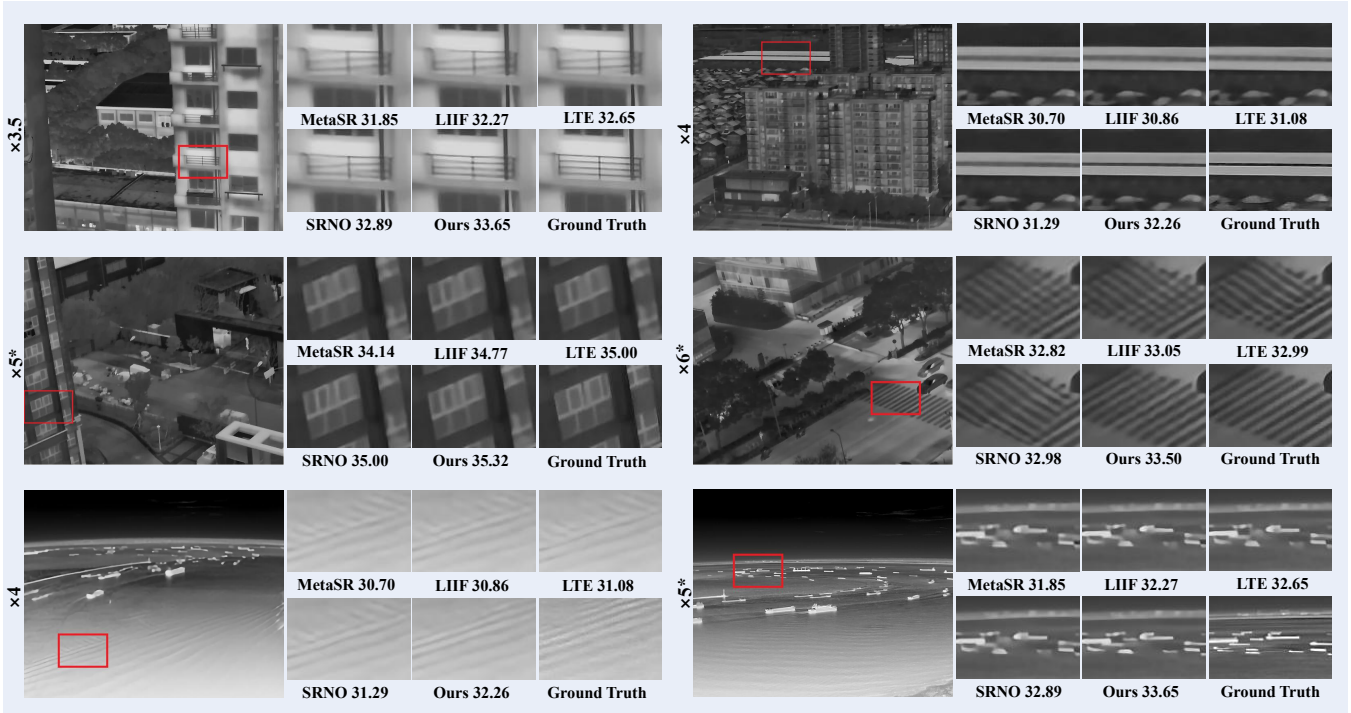 ×3.5
MetaSR 31.85 LIIF 32.27 LTE 32.65
SRNO 32.89 Ours 33.65 Ground Truth
×4
MetaSR 30.70 LIIF 30.86 LTE 31.08
SRNO 31.29 Ours 32.26 Ground Truth
×5*
MetaSR 34.14 LIIF 34.77 LTE 35.00
SRNO 35.00 Ours 35.32 Ground Truth
×6*
MetaSR 32.82 LIIF 33.05 LTE 32.99
SRNO 32.98 Ours 33.50 Ground Truth
×4
MetaSR 30.70 LIIF 30.86 LTE 31.08
SRNO 31.29 Ours 32.26 Ground Truth
×5*
MetaSR 31.85 LIIF 32.27 LTE 32.65
SRNO 32.89 Ours 33.65 Ground Truth